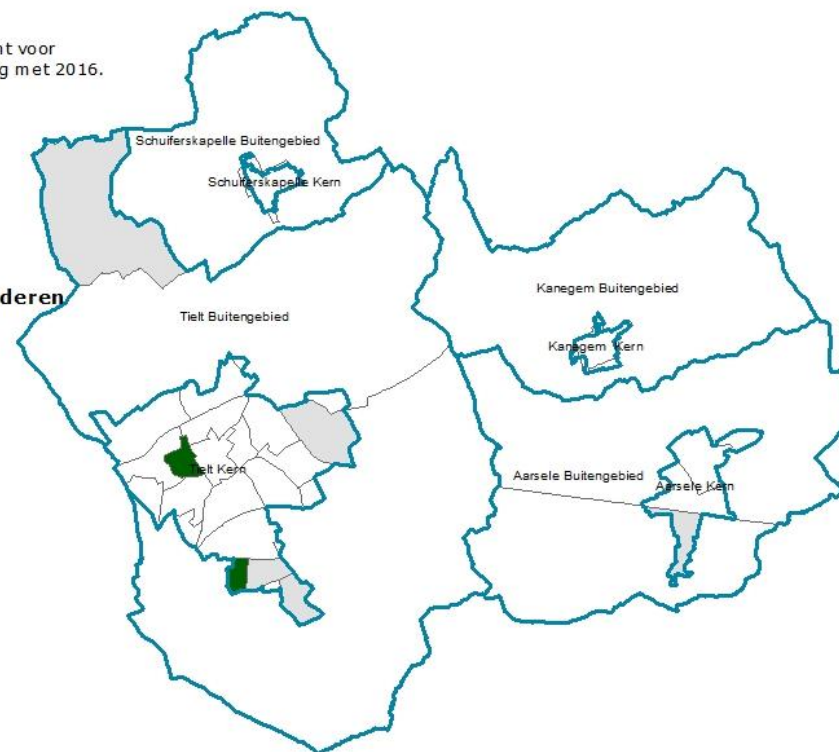 nt voor
g met 2016.
Schuiferskapelle Buitengebied
Schuiferskapelle Kern
deren
Kanegem Buitengebied
Tielt Buitengebied
Kanegem Kern
Tielt Kern
Aarsele Buitengebied
Aarsele Kern